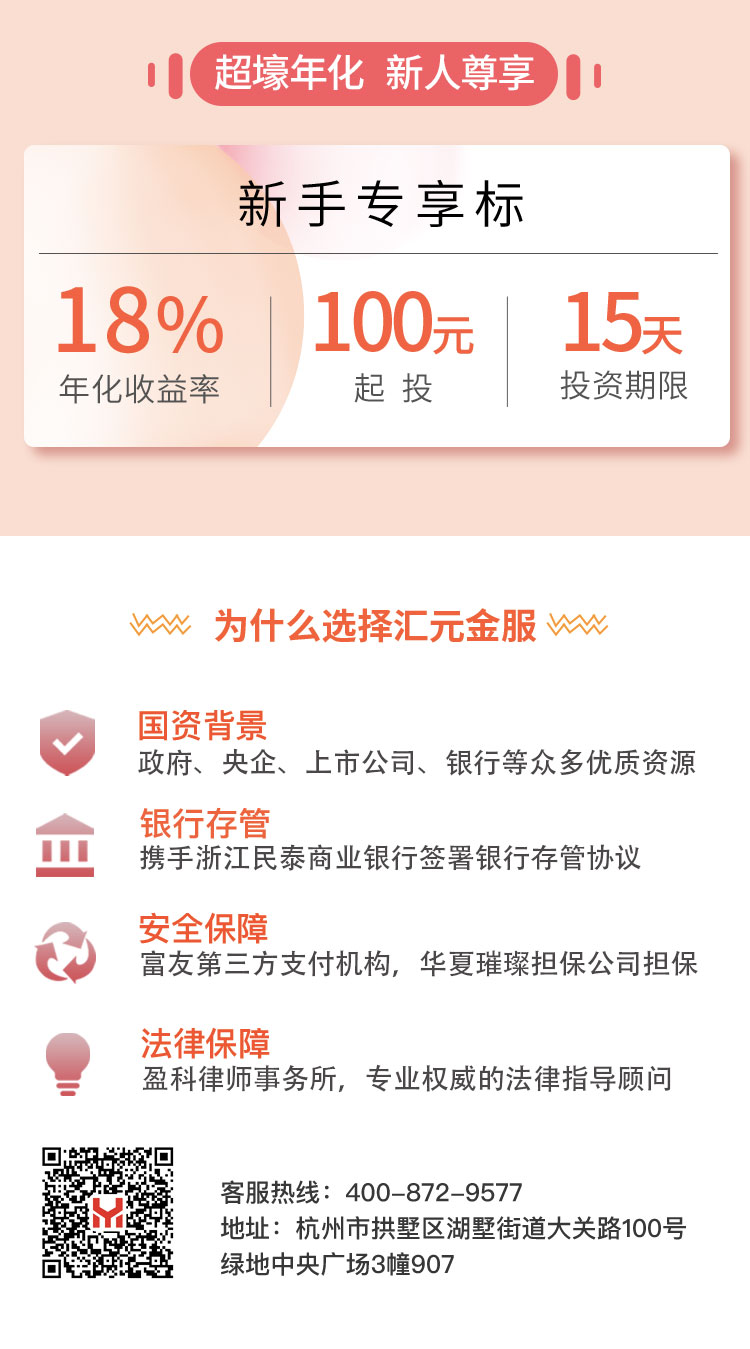 超壕年化 新人尊享
新手专享标
18% 100元 15天
年化收益率 起投 投资期限
为什么选择汇元金服
国资背景
政府、央企、上市公司、银行等众多优质资源
银行存管
携手浙江民泰商业银行签署银行存管协议
安全保障
富友第三方支付机构，华夏璀璨担保公司担保
法律保障
盈科律师事务所，专业权威的法律指导顾问
客服热线：400-872-9577
地址：杭州市拱墅区湖墅街道大关路100号
绿地中央广场3幢907